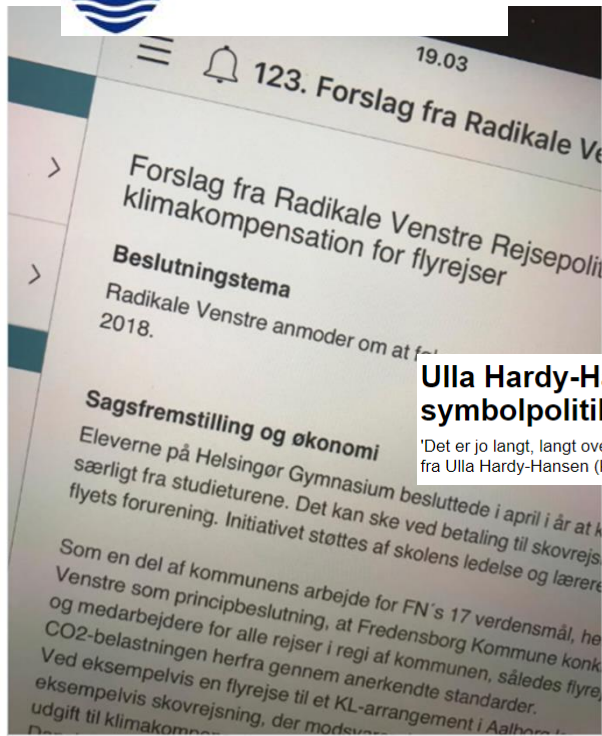 19.03
123. Forslag fra Radikale Ve
Forslag fra Radikale Venstre Rejsepolit
klimakompensation for flyrejser
Beslutningstema
Radikale Venstre anmoder om at
2018.
Ulla Hardy-H
symbolpoliti
'Det er jo langt, langt ove
fra Ulla Hardy-Hansen (
Sagsfremstilling og økonomi
Eleverne på Helsingør Gymnasium besluttede i april i år at k
særligt fra studieturene. Det kan ske ved betaling til skovrejs
flyets forurening. Initiativet støttes af skolens ledelse og lærere
Som en del af kommunens arbejde for FN´s 17 verdensmål, he
Venstre som principbeslutning, at Fredensborg Kommune konk
og medarbejdere for alle rejser i regi af kommunen, således flyre
CO2-belastningen herfra gennem anerkendte standarder.
Ved eksempelvis en flyrejse til et KL-arrangement i Aalborg
eksempelvis skovrejsning, der modsva
udgift til klimakomp